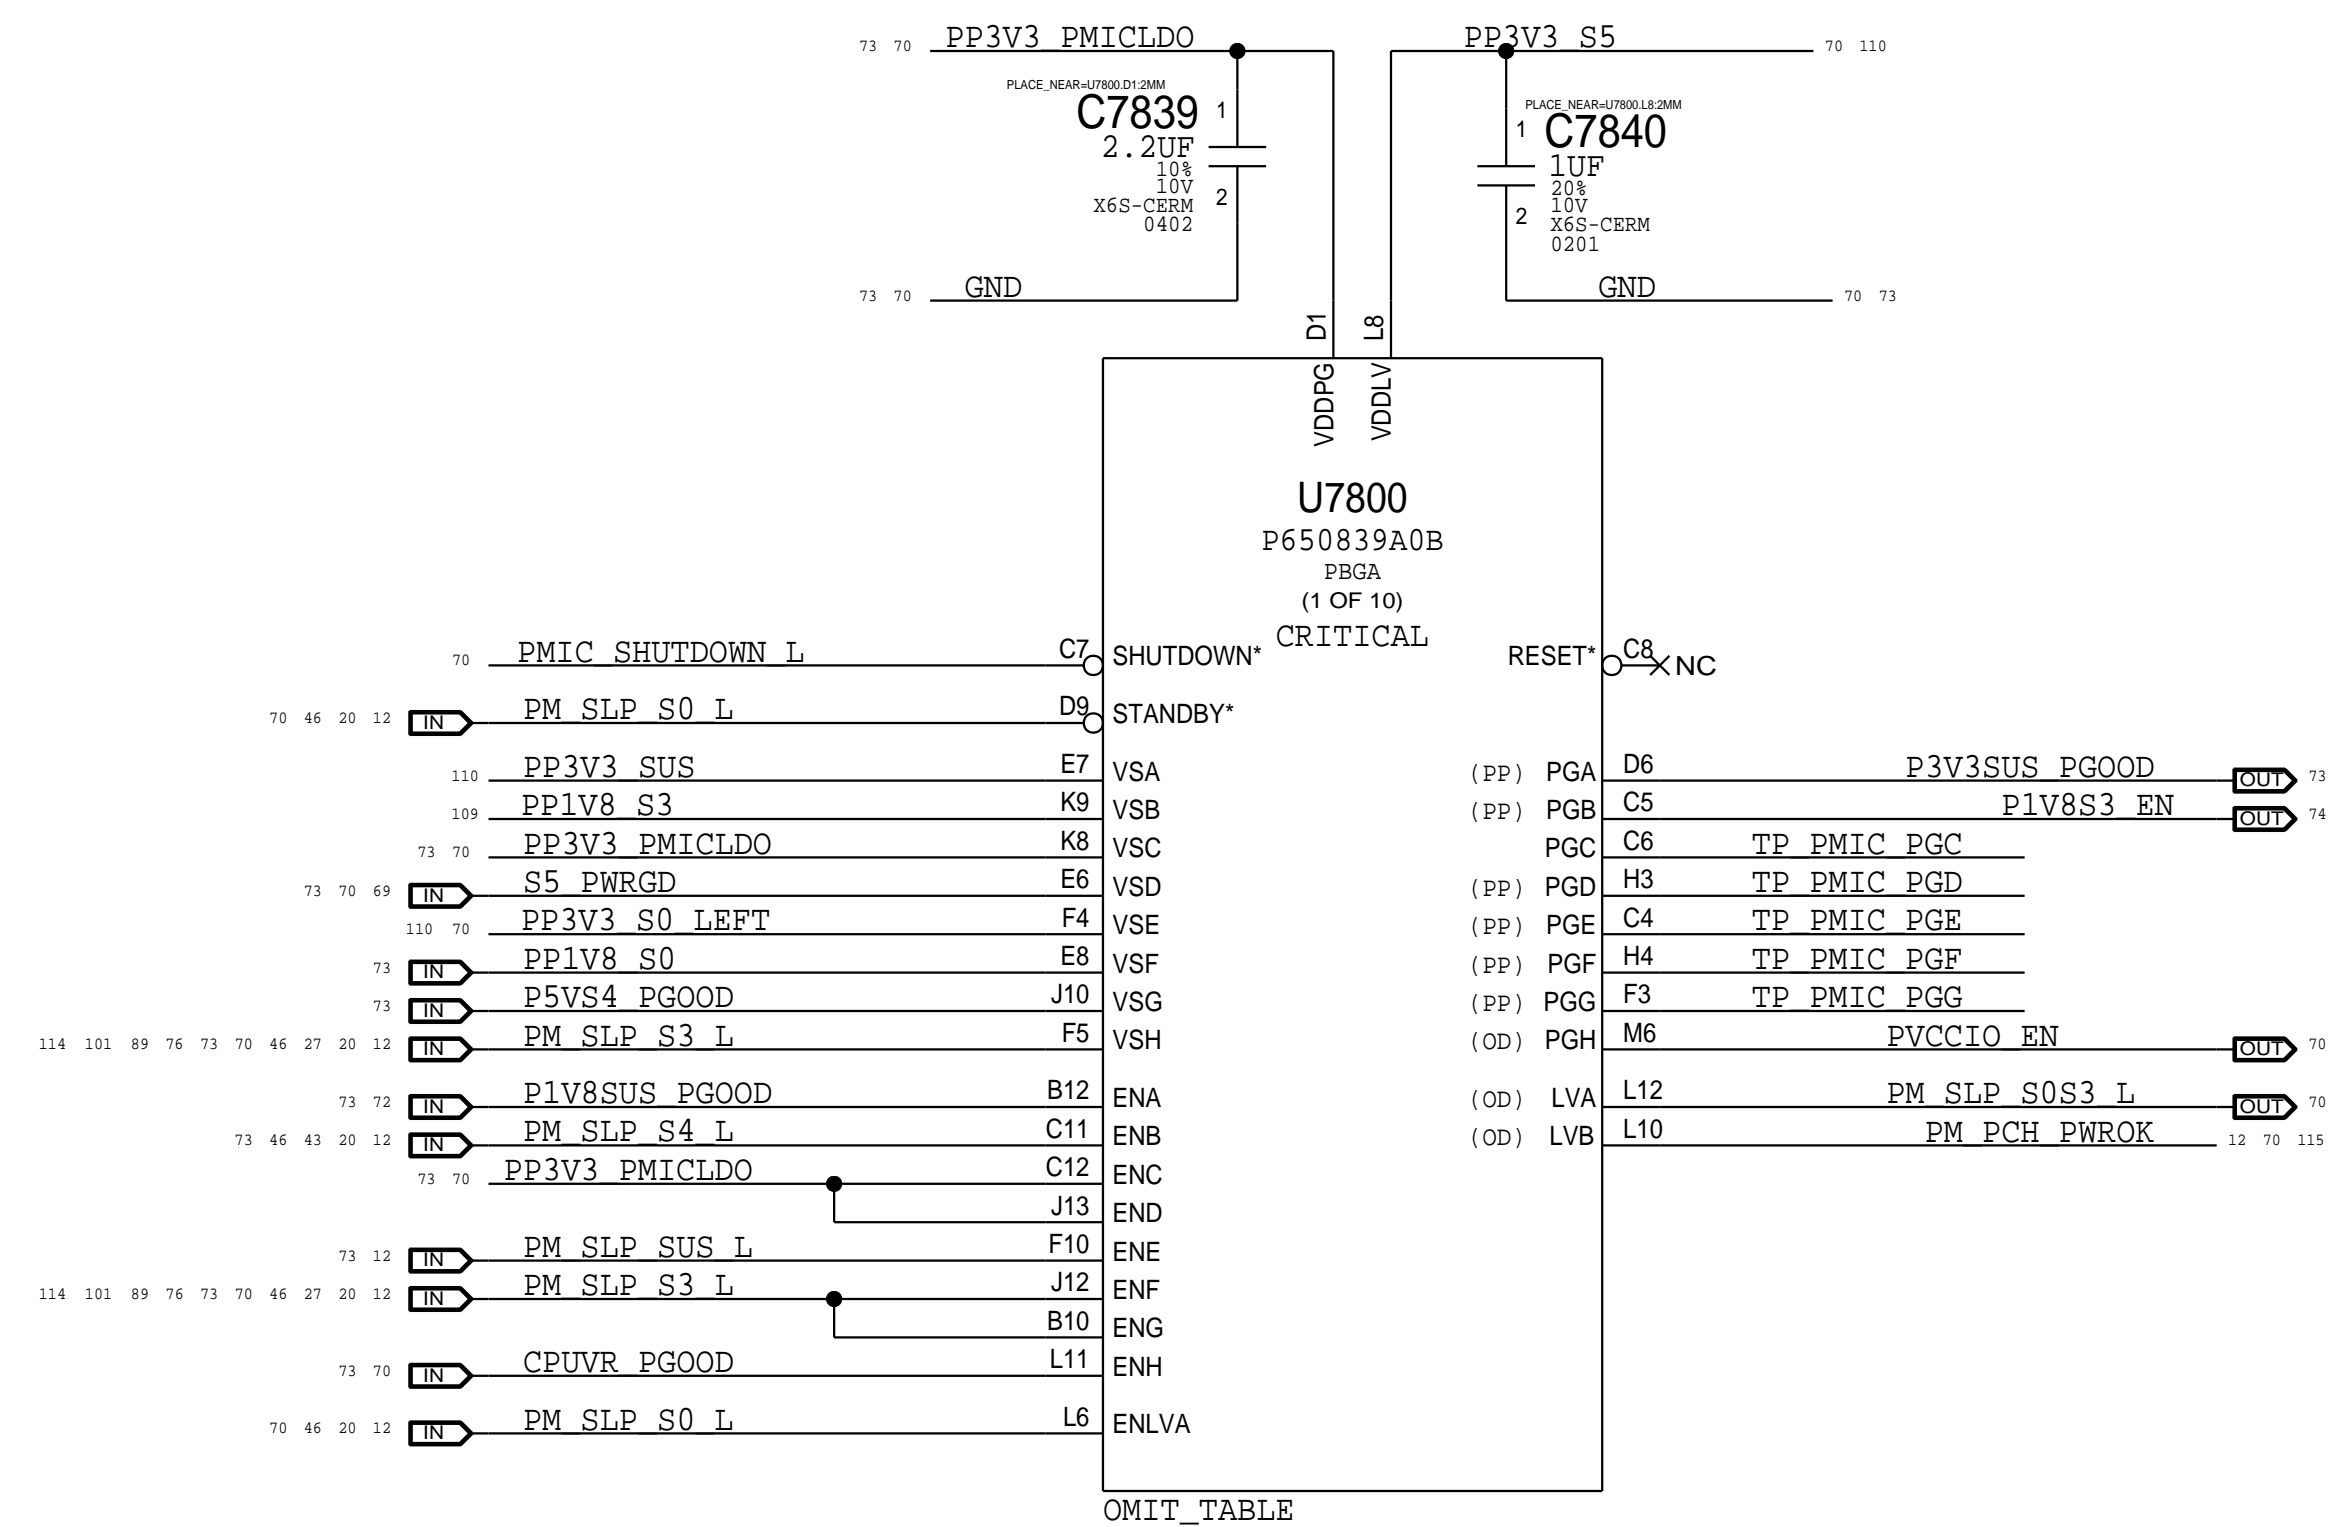 73 70 PP3V3_PMICLDO PP3V3_S5 70 110
PLACE_NEAR=U7800.D1:2MM
C7839 1
2.2UF
10%
10V
X6S-CERM 2
0402
PLACE_NEAR=U7800.L8:2MM
1 C7840
1UF
20%
10V
2 X6S-CERM
0201
73 70 GND GND 70 73
D1 L8
VDDPG VDDLV
U7800
P650839A0B
PBGA
(1 OF 10)
CRITICAL
70 PMIC_SHUTDOWN_L C7 SHUTDOWN* RESET* C8 NC
70 46 20 12 IN PM_SLP_S0_L D9 STANDBY*
110 PP3V3_SUS E7 VSA (PP) PGA D6 P3V3SUS_PGOOD OUT 73
109 PP1V8_S3 K9 VSB (PP) PGB C5 P1V8S3_EN OUT 74
73 70 PP3V3_PMICLDO K8 VSC PGC C6 TP_PMIC_PGC
73 70 69 IN S5_PWRGD E6 VSD (PP) PGD H3 TP_PMIC_PGD
110 70 PP3V3_S0_LEFT F4 VSE (PP) PGE C4 TP_PMIC_PGE
73 IN PP1V8_S0 E8 VSF (PP) PGF H4 TP_PMIC_PGF
73 IN P5VS4_PGOOD J10 VSG (PP) PGG F3 TP_PMIC_PGG
114 101 89 76 73 70 46 27 20 12 IN PM_SLP_S3_L F5 VSH (OD) PGH M6 PVCCIO_EN OUT 70
73 72 IN P1V8SUS_PGOOD B12 ENA (OD) LVA L12 PM_SLP_S0S3_L OUT 70
73 46 43 20 12 IN PM_SLP_S4_L C11 ENB (OD) LVB L10 PM_PCH_PWROK 12 70 115
73 70 PP3V3_PMICLDO C12 ENC
J13 END
73 12 IN PM_SLP_SUS_L F10 ENE
114 101 89 76 73 70 46 27 20 12 IN PM_SLP_S3_L J12 ENF
B10 ENG
73 70 IN CPUVR_PGOOD L11 ENH
70 46 20 12 IN PM_SLP_S0_L L6 ENLVA
OMIT_TABLE